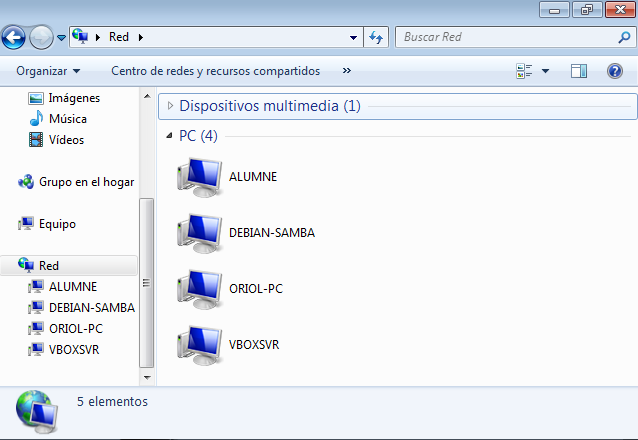 Red
Buscar Red
Organizar
Centro de redes y recursos compartidos
»
Imágenes
Música
Vídeos
Grupo en el hogar
Equipo
Red
ALUMNE
DEBIAN-SAMBA
ORIOL-PC
VBOXSVR
Dispositivos multimedia (1)
PC (4)
ALUMNE
DEBIAN-SAMBA
ORIOL-PC
VBOXSVR
5 elementos